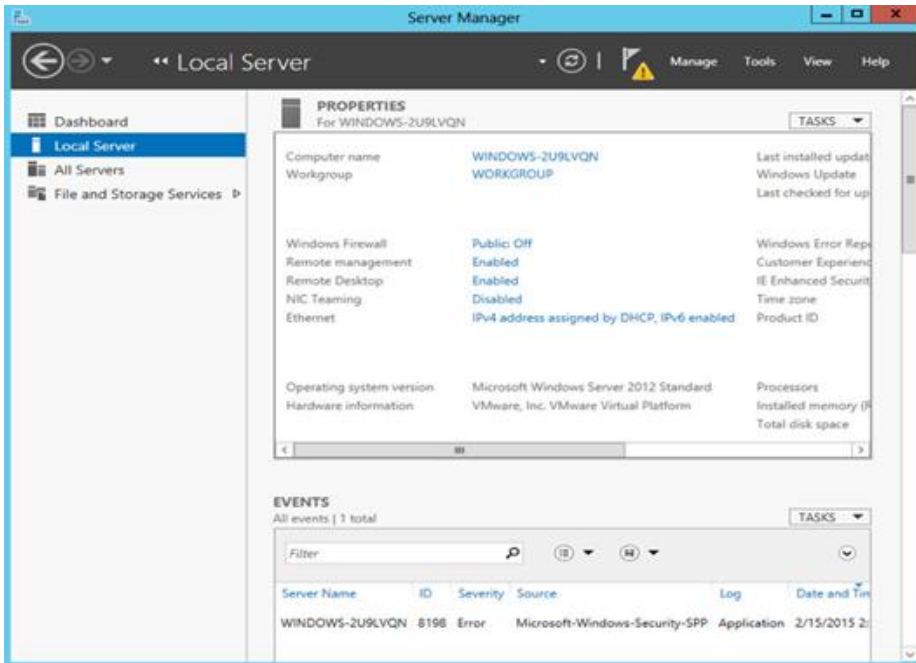 Server Manager
Local Server
Manage Tools View Help
Dashboard
Local Server
All Servers
File and Storage Services
PROPERTIES
For WINDOWS-2U9LVQN
TASKS
Computer name WINDOWS-2U9LVQN Last installed updat
Workgroup WORKGROUP Windows Update
Last checked for up
Windows Firewall Public: Off Windows Error Repo
Remote management Enabled Customer Experienc
Remote Desktop Enabled IE Enhanced Securit
NIC Teaming Disabled Time zone
Ethernet IPv4 address assigned by DHCP, IPv6 enabled Product ID
Operating system version Microsoft Windows Server 2012 Standard Processors
Hardware information VMware, Inc. VMware Virtual Platform Installed memory (R
Total disk space
EVENTS
All events | 1 total
TASKS
Filter
Server Name ID Severity Source Log Date and Tim
WINDOWS-2U9LVQN 8198 Error Microsoft-Windows-Security-SPP Application 2/15/2015 2: